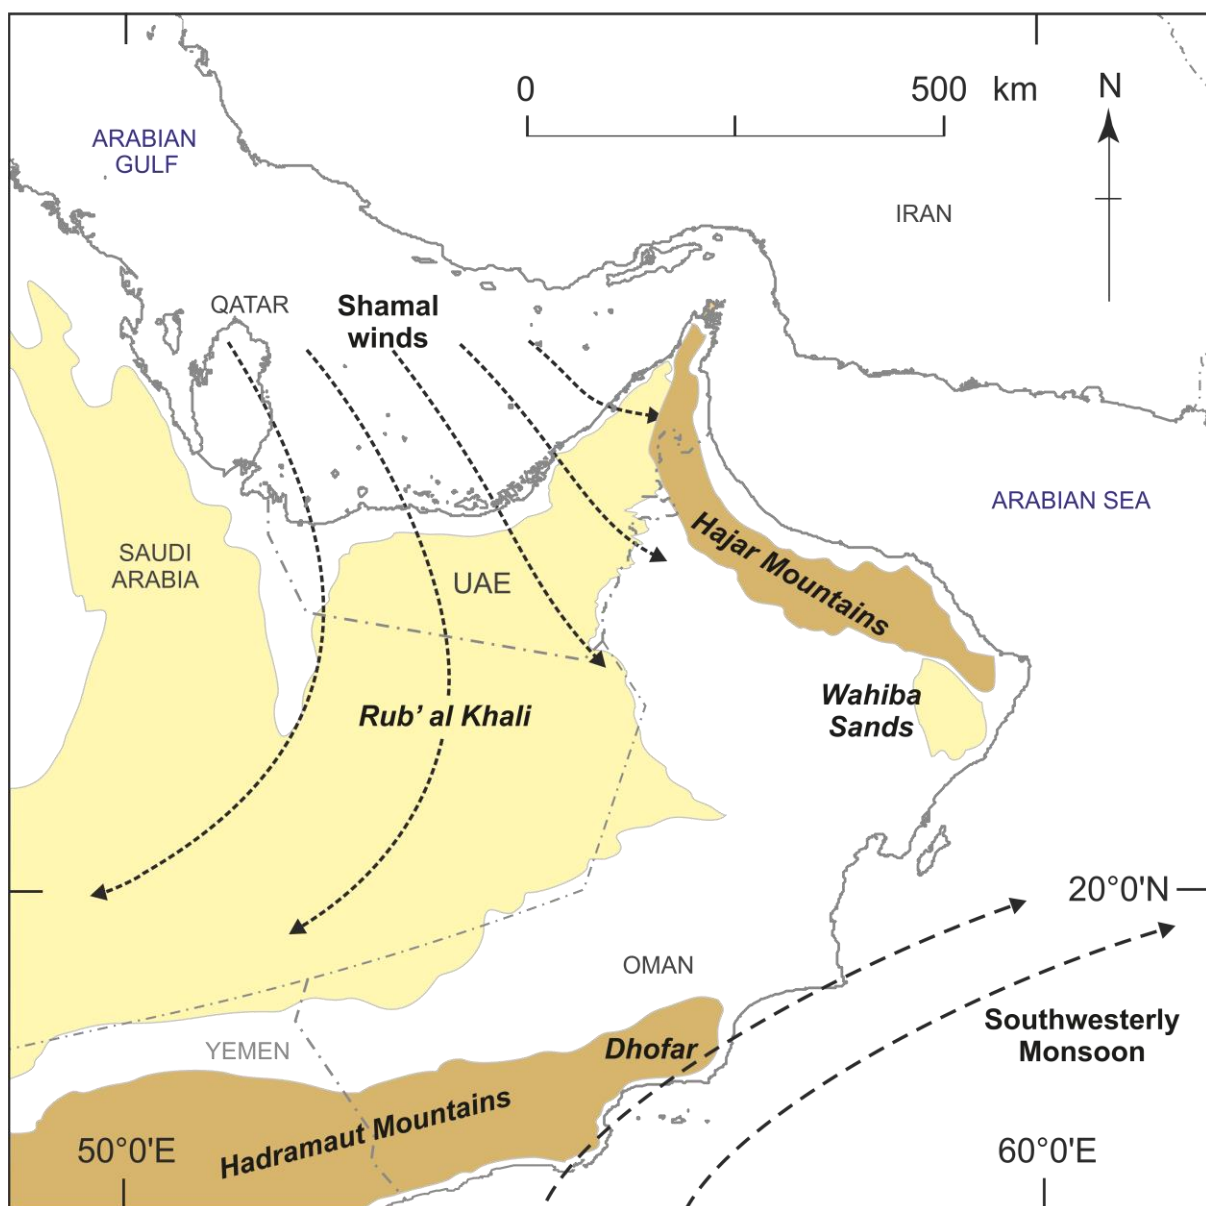 0 500 km N
ARABIAN
GULF
IRAN
QATAR
Shamal
winds
ARABIAN SEA
SAUDI
ARABIA
UAE
Hajar Mountains
Rub' al Khali
Wahiba
Sands
20°0'N
OMAN
Southwesterly
Monsoon
YEMEN
Dhofar
Hadramaut Mountains
50°0'E
60°0'E